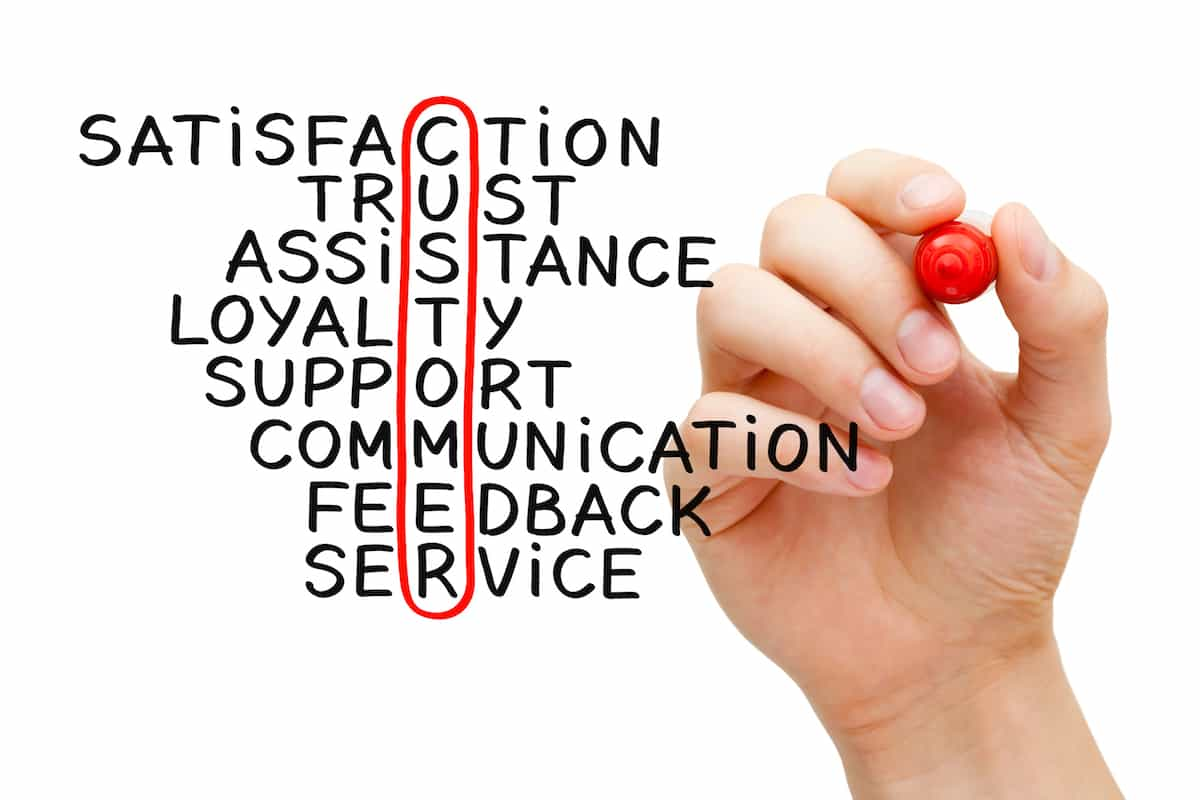 SATiSFACTiON
TRUST
ASSiSTANCE
LOYALTY
SUPPORT
COMMUNiCATiON
FEEDBACK
SERViCE